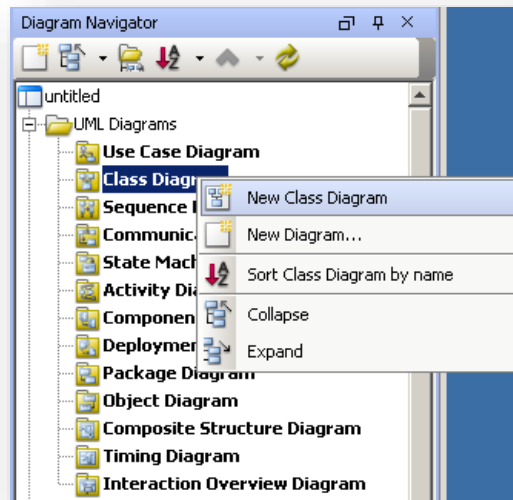 Diagram Navigator
untitled
UML Diagrams
Use Case Diagram
Class Diagr
New Class Diagram
Sequence
Communic
New Diagram...
State Mach
Sort Class Diagram by name
Activity Dia
Componen
Collapse
Deploymen
Expand
Package Diagram
Object Diagram
Composite Structure Diagram
Timing Diagram
Interaction Overview Diagram